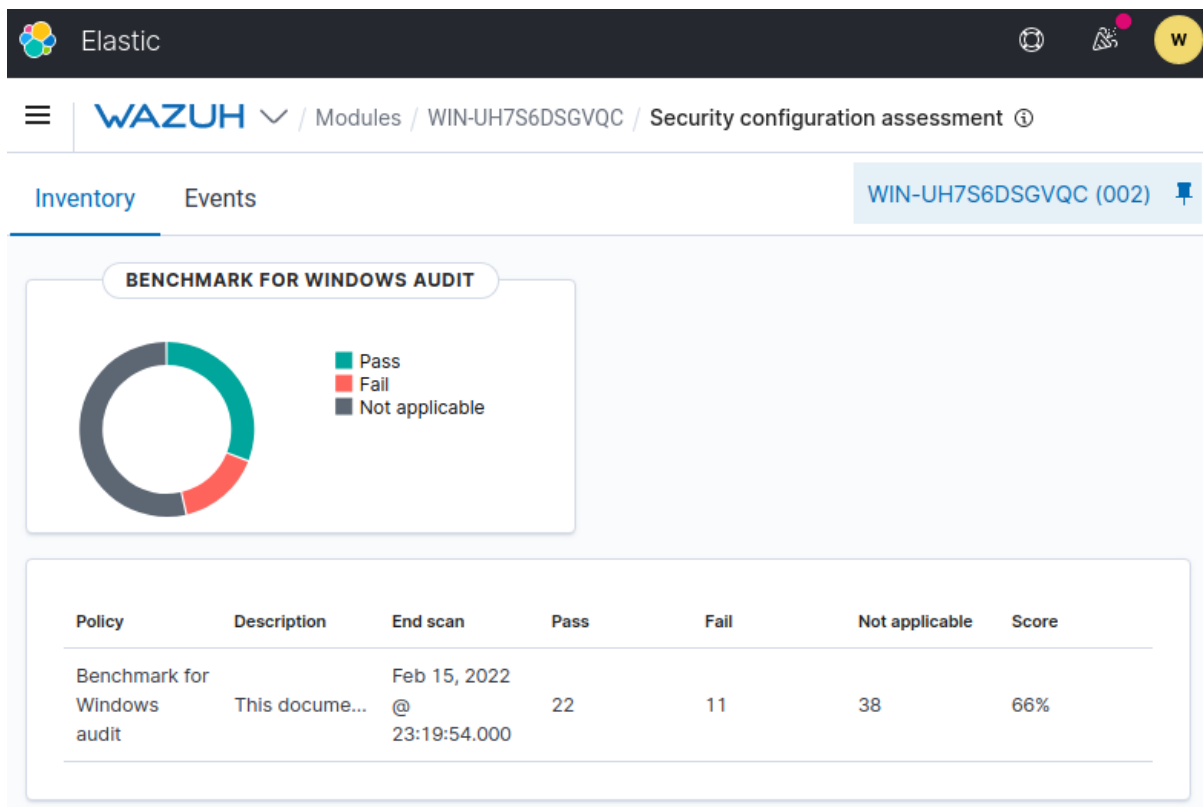 Elastic
W
WAZUH / Modules / WIN-UH7S6DSGVQC / Security configuration assessment
Inventory Events WIN-UH7S6DSGVQC (002)
BENCHMARK FOR WINDOWS AUDIT
Pass
Fail
Not applicable
Policy Description End scan Pass Fail Not applicable Score
Benchmark for Windows audit This docume... Feb 15, 2022 @ 23:19:54.000 22 11 38 66%